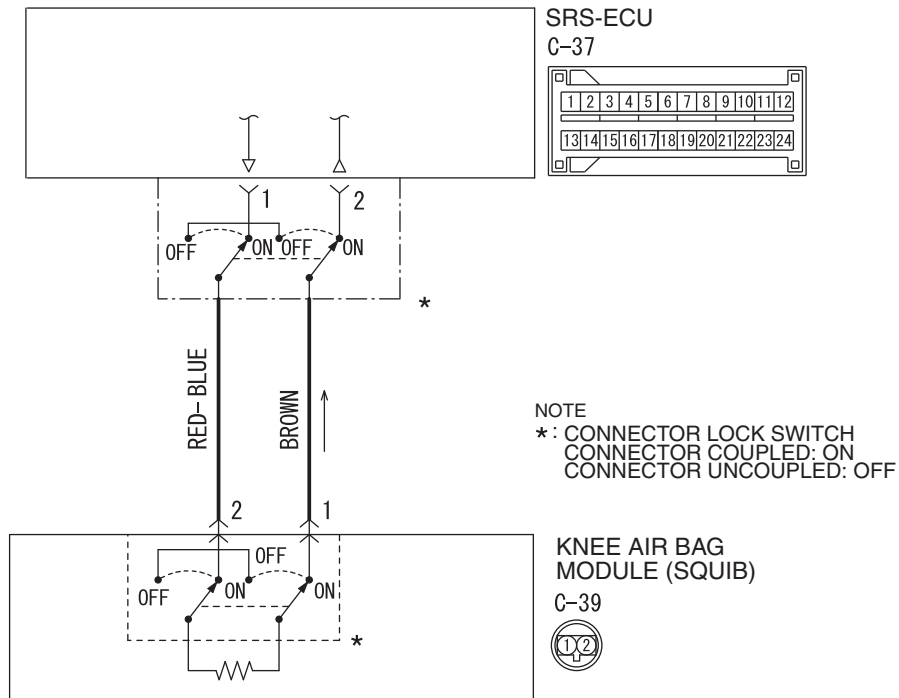 SRS-ECU
C-37
1 2 3 4 5 6 7 8 9 10 11 12
13 14 15 16 17 18 19 20 21 22 23 24
1 2
OFF ON OFF ON
*
RED-BLUE
BROWN
NOTE
*: CONNECTOR LOCK SWITCH
CONNECTOR COUPLED: ON
CONNECTOR UNCOUPLED: OFF
2 1
OFF ON OFF ON
*
KNEE AIR BAG
MODULE (SQUIB)
C-39
1 2